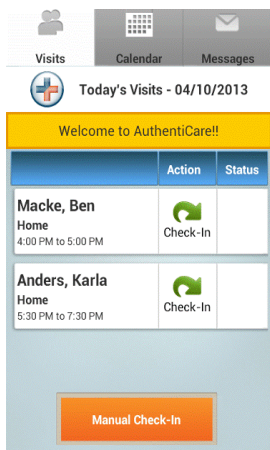 Visits Calendar Messages
Today's Visits - 04/10/2013
Welcome to AuthentiCare!!
Action Status
Macke, Ben
Home
4:00 PM to 5:00 PM
Check-In
Anders, Karla
Home
5:30 PM to 7:30 PM
Check-In
Manual Check-In